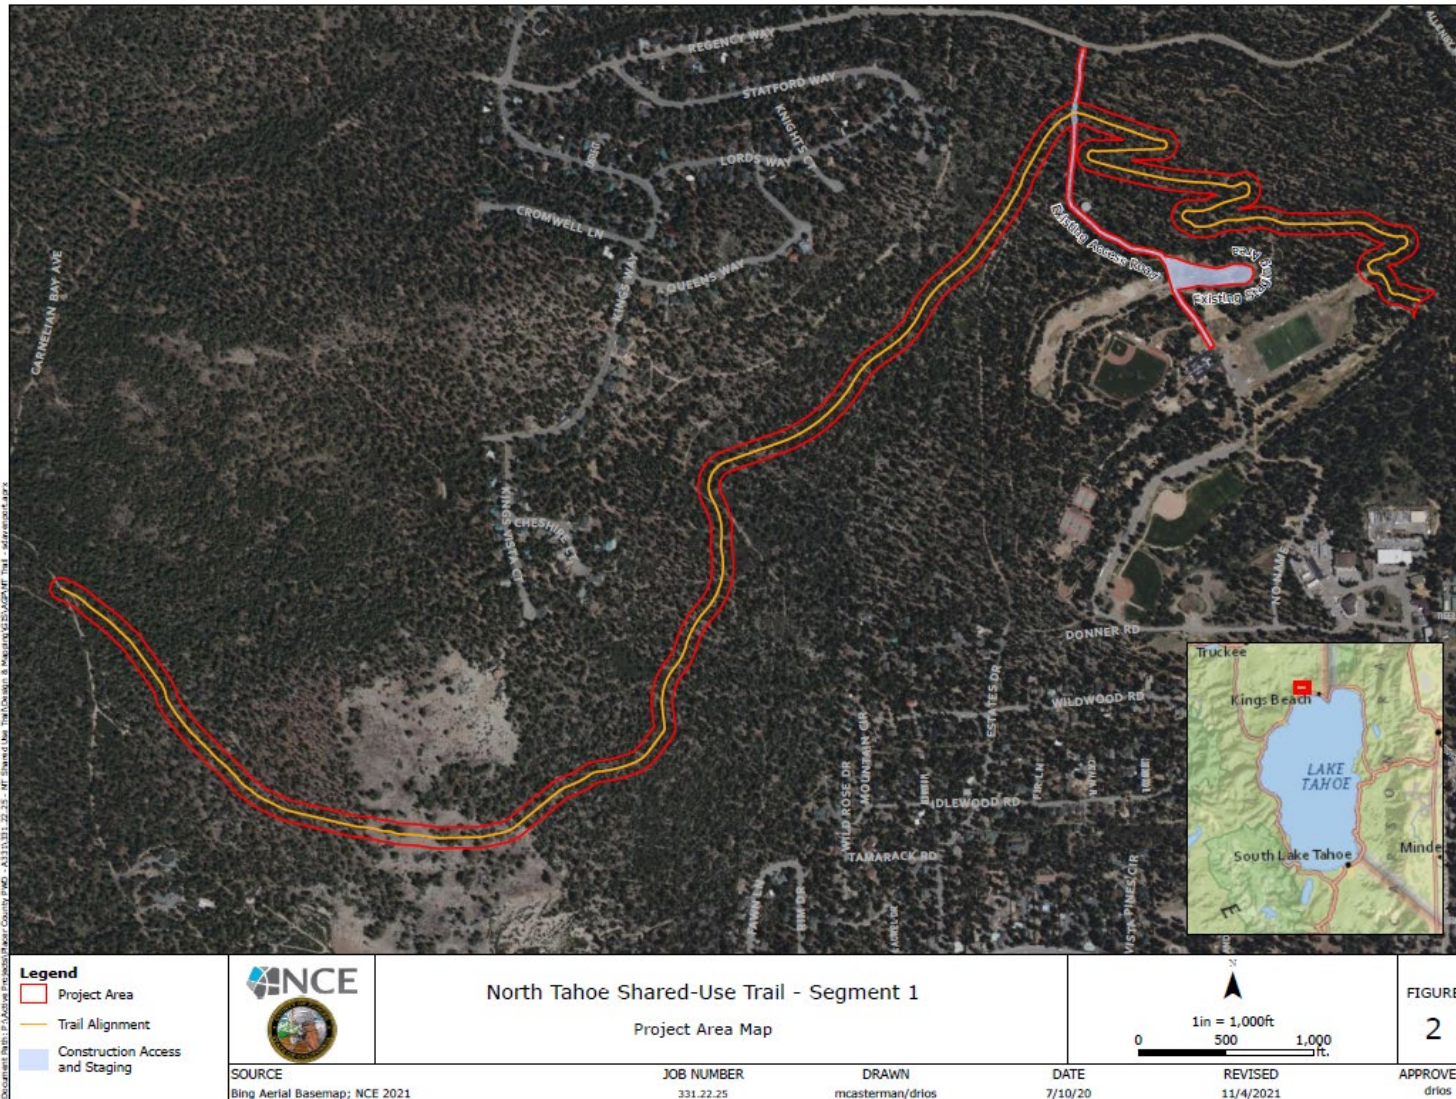 REGENCY WAY
STATFORD WAY
KNIGHTS CT
LORDS WAY
CROMWELL LN
QUEENS WAY
KINGS WAY
CARNELIAN BAY AVE
Existing Access Road
Existing Staging Area
KINGS VISTA CT
CHESHIRE CT
NO NAME
DONNER RD
WILDWOOD RD
ESTATES DR
MOUNTAIN CIR
WILD ROSE DR
IDLEWOOD RD
FIR LN
TAMARACK RD
RIM DR
VISTA PINES CIR
Truckee
Kings Beach
LAKE
TAHOE
South Lake Tahoe
Minde
Legend
Project Area
Trail Alignment
Construction Access
and Staging
NCE
North Tahoe Shared-Use Trail - Segment 1
Project Area Map
N
1in = 1,000ft
0 500 1,000
ft.
FIGURE
2
SOURCE
Bing Aerial Basemap; NCE 2021
JOB NUMBER
331.22.25
DRAWN
mcasterman/drios
DATE
7/10/20
REVISED
11/4/2021
APPROVE
drios